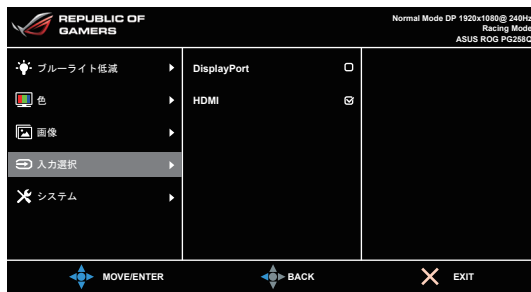 REPUBLIC OF
GAMERS
Normal Mode DP 1920x1080@ 240Hz
Racing Mode
ASUS ROG PG258Q
ブルーライト低減
DisplayPort
色
HDMI
画像
入力選択
システム
MOVE/ENTER
BACK
EXIT